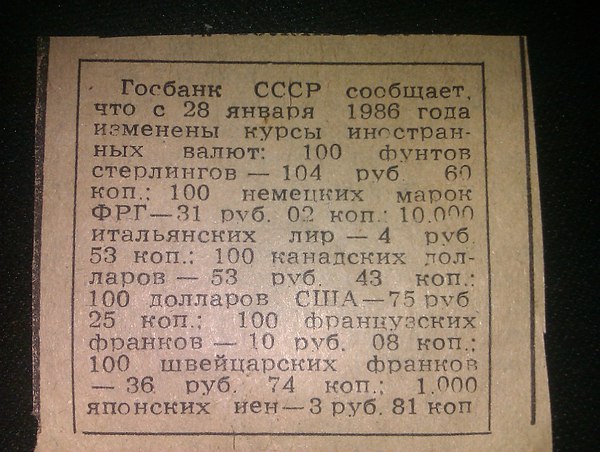 Госбанк СССР сообщает,
что с 28 января 1986 года
изменены курсы иностран-
ных валют: 100 фунтов
стерлингов — 104 руб. 60
коп.; 100 немецких марок
ФРГ—31 руб. 02 коп.; 10.000
итальянских лир — 4 руб.
53 коп.; 100 канадских дол-
ларов — 53 руб. 43 коп.;
100 долларов США—75 руб
25 коп.; 100 французских
франков — 10 руб. 08 коп.;
100 швейцарских франков
— 36 руб. 74 коп.; 1.000
японских иен—3 руб. 81 коп